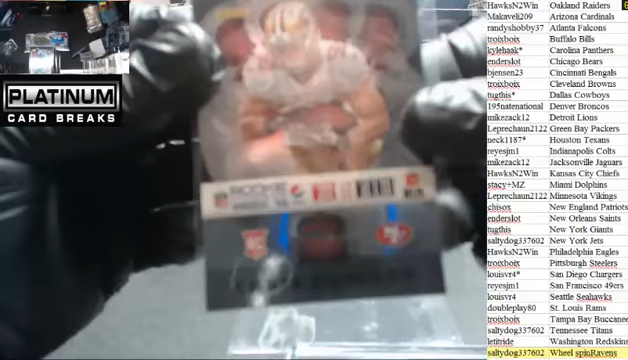 HawksN2Win Oakland Raiders
Makaveli209 Arizona Cardinals
randyshobby37 Atlanta Falcons
troixboix Buffalo Bills
kylehaak* Carolina Panthers
enderslot Chicago Bears
bjensen23 Cincinnati Bengals
troixboix Cleveland Browns
tugthis* Dallas Cowboys
195natenational Denver Broncos
mikezack12 Detroit Lions
Leprechaun2122 Green Bay Packers
neck1187* Houston Texans
reyesjm1 Indianapolis Colts
mikezack12 Jacksonville Jaguars
HawksN2Win Kansas City Chiefs
stacy+MZ Miami Dolphins
Leprechaun2122 Minnesota Vikings
chisox New England Patriots
enderslot New Orleans Saints
tugthis New York Giants
saltydog337602 New York Jets
HawksN2Win Philadelphia Eagles
troixboix Pittsburgh Steelers
louisvr4* San Diego Chargers
reyesjm1 San Francisco 49ers
louisvr4 Seattle Seahawks
doubleplay80 St. Louis Rams
troixboix Tampa Bay Buccanee
saltydog337602 Tennessee Titans
letitride Washington Redskins
saltydog337602 Wheel spinRavens
PLATINUM
CARD BREAKS
ROOKIE
RC